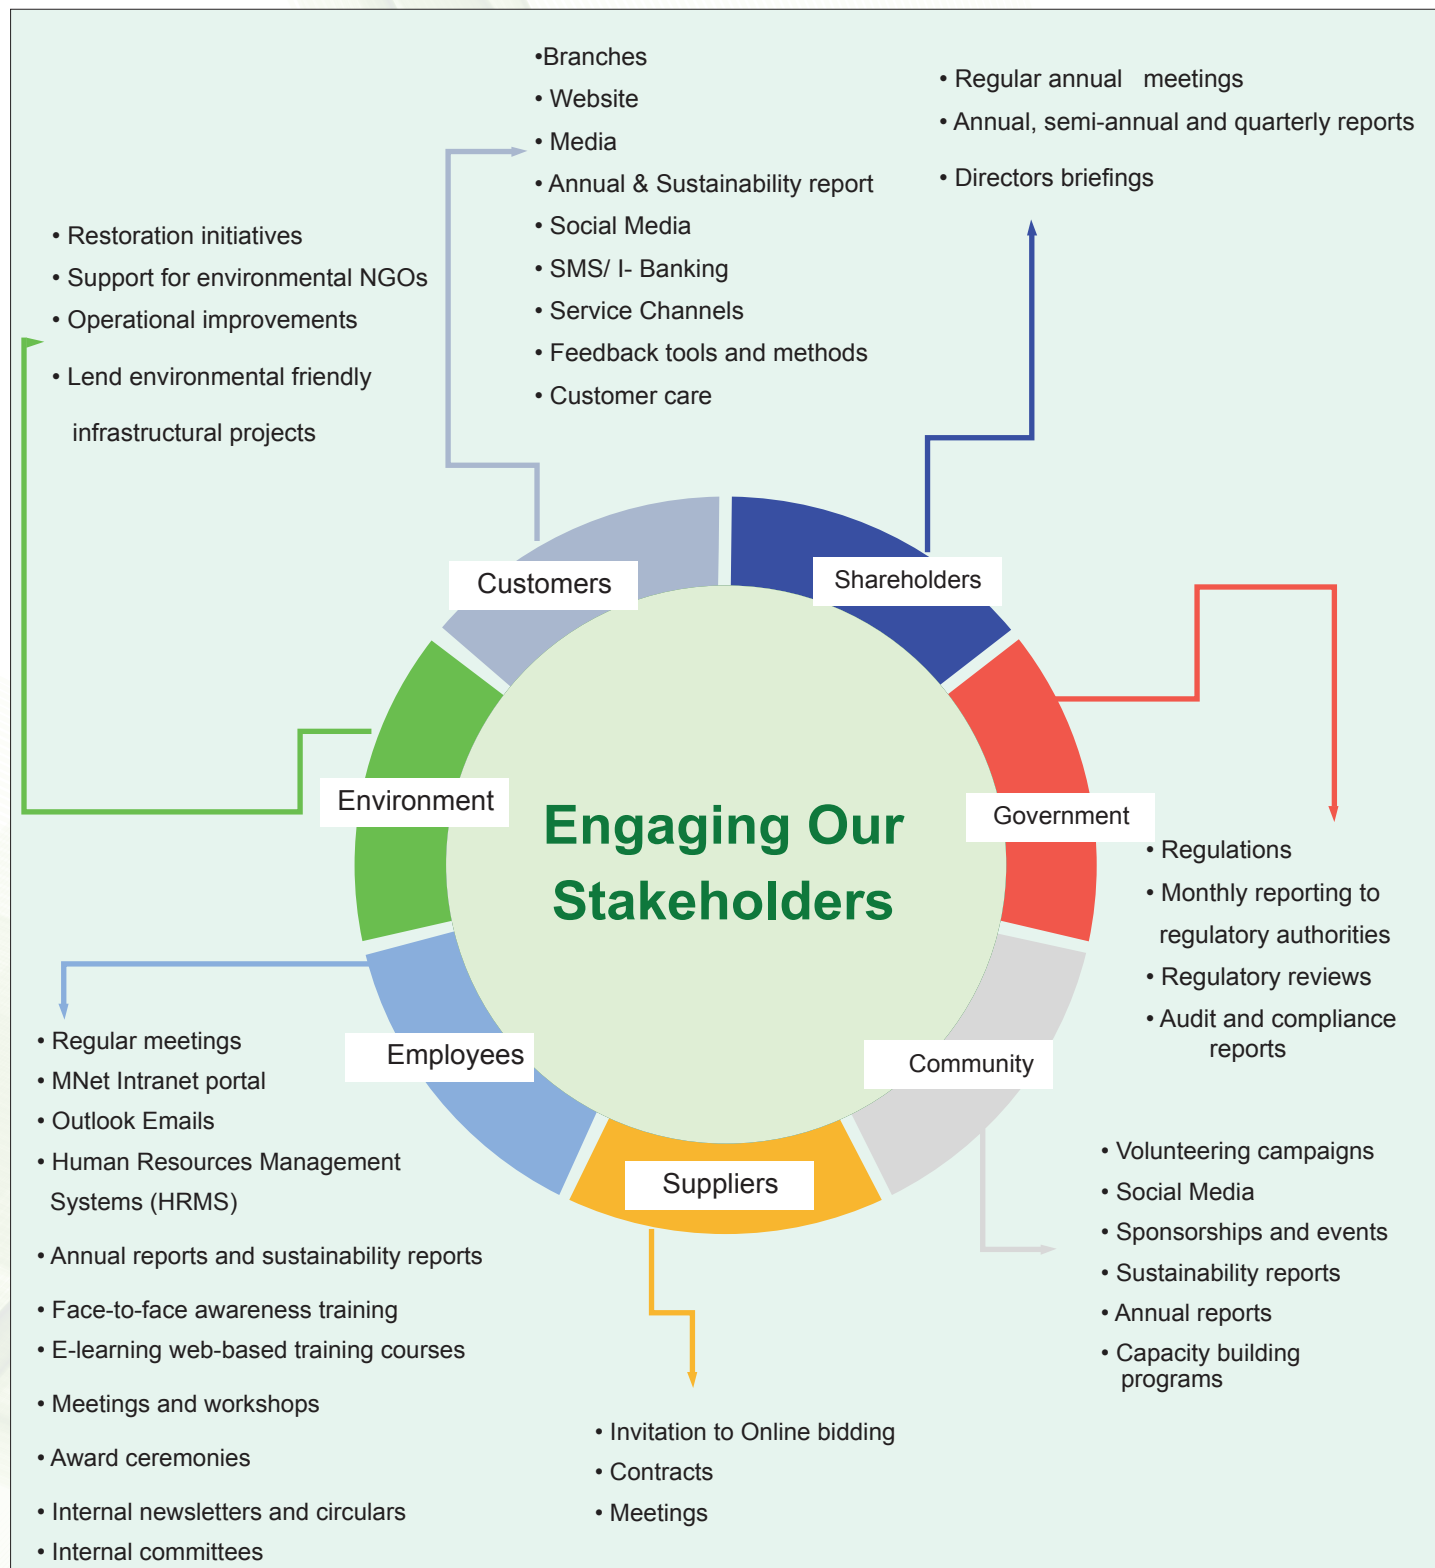 •Branches
• Website
• Media
• Annual & Sustainability report
• Social Media
• SMS/ I- Banking
• Service Channels
• Feedback tools and methods
• Customer care
• Regular annual meetings
• Annual, semi-annual and quarterly reports
• Directors briefings
• Restoration initiatives
• Support for environmental NGOs
• Operational improvements
• Lend environmental friendly
infrastructural projects
Customers
Shareholders
Environment
Government
Engaging Our
Stakeholders
• Regulations
• Monthly reporting to
regulatory authorities
• Regulatory reviews
• Audit and compliance
reports
Employees
Community
Suppliers
• Regular meetings
• MNet Intranet portal
• Outlook Emails
• Human Resources Management
Systems (HRMS)
• Annual reports and sustainability reports
• Face-to-face awareness training
• E-learning web-based training courses
• Meetings and workshops
• Award ceremonies
• Internal newsletters and circulars
• Internal committees
• Invitation to Online bidding
• Contracts
• Meetings
• Volunteering campaigns
• Social Media
• Sponsorships and events
• Sustainability reports
• Annual reports
• Capacity building
programs